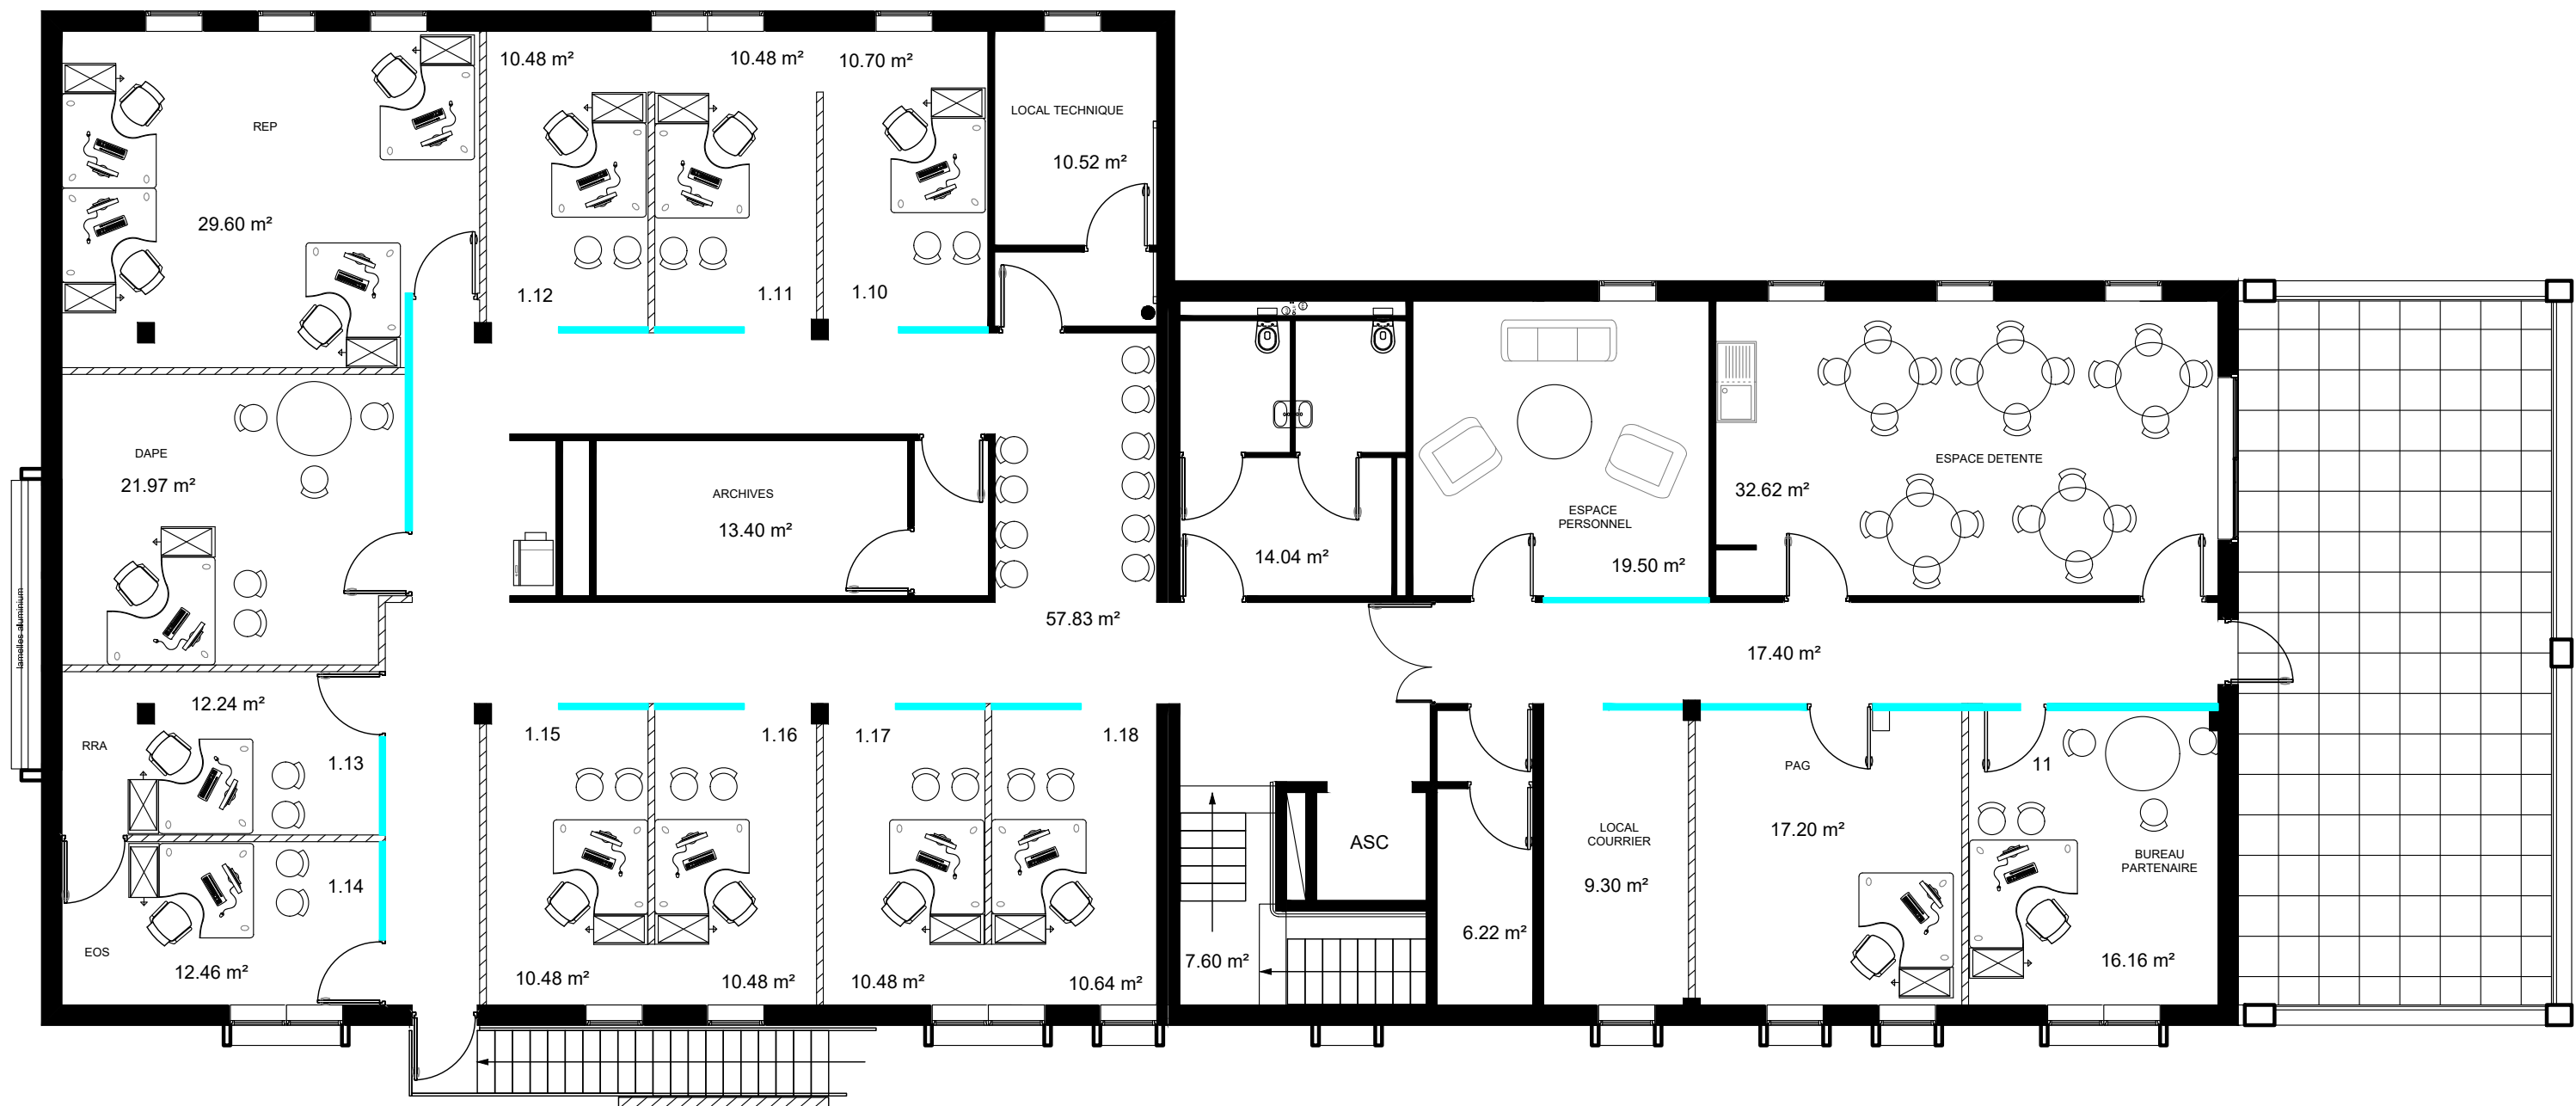 10.48 m²
10.48 m²
10.70 m²
LOCAL TECHNIQUE
10.52 m²
REP
29.60 m²
1.12
1.11
1.10
DAPE
21.97 m²
ARCHIVES
13.40 m²
ESPACE
PERSONNEL
19.50 m²
32.62 m²
ESPACE DETENTE
14.04 m²
57.83 m²
17.40 m²
lamelles aluminium
12.24 m²
RRA
1.13
1.14
EOS
12.46 m²
1.15
1.16
1.17
1.18
10.48 m²
10.48 m²
10.48 m²
10.64 m²
7.60 m²
ASC
6.22 m²
LOCAL
COURRIER
9.30 m²
PAG
17.20 m²
11
BUREAU
PARTENAIRE
16.16 m²